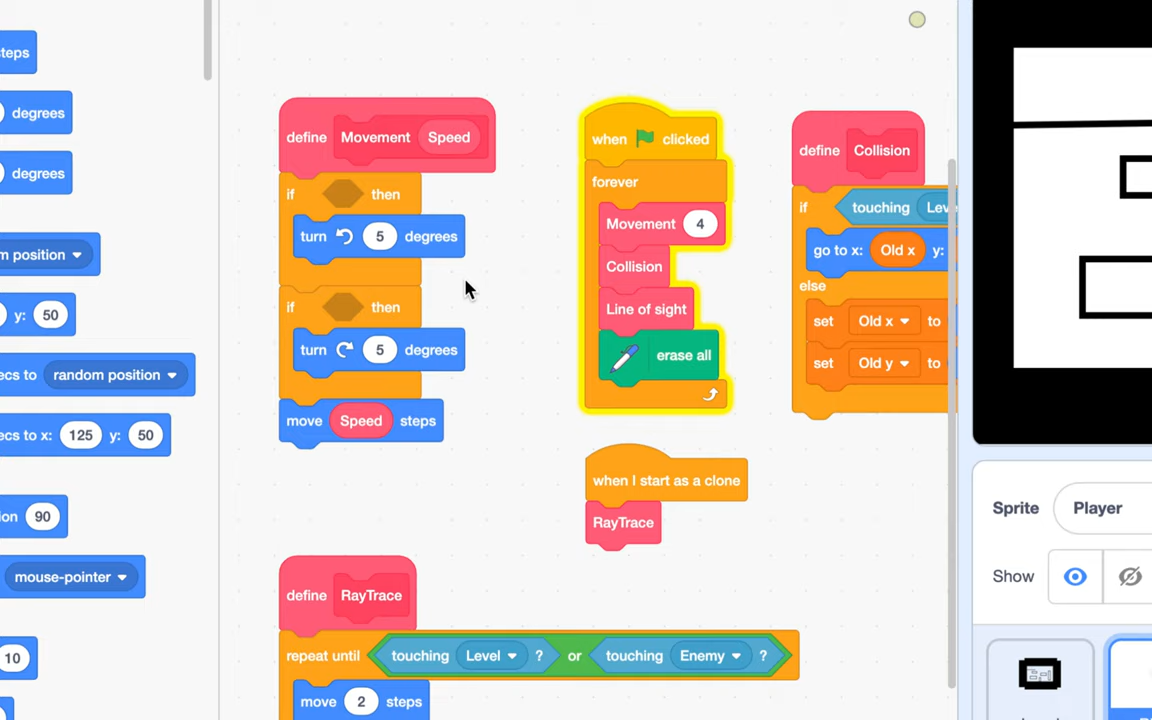 teps
degrees
degrees
m position
y: 50
ecs to random position
ecs to x: 125 y: 50
ion 90
mouse-pointer
10
define Movement Speed
if then
turn 5 degrees
if then
turn 5 degrees
move Speed steps
define RayTrace
repeat until touching Level ? or touching Enemy ?
move 2 steps
when clicked
forever
Movement 4
Collision
Line of sight
erase all
when I start as a clone
RayTrace
define Collision
if touching Leve
go to x: Old x y:
else
set Old x to
set Old y to
Sprite Player
Show